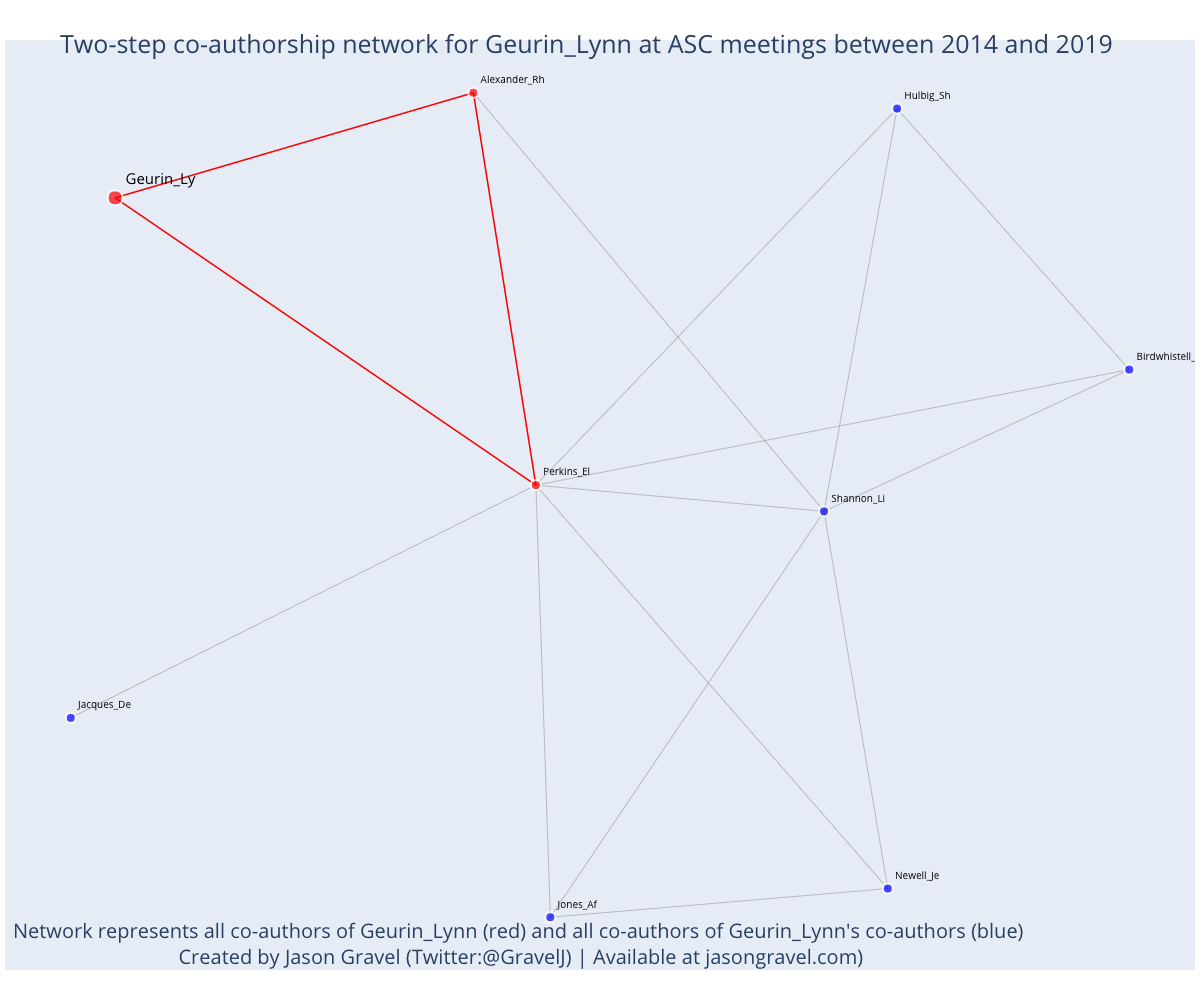 Two-step co-authorship network for Geurin_Lynn at ASC meetings between 2014 and 2019
Alexander_Rh
Hulbig_Sh
Geurin_Ly
Birdwhistell_
Perkins_El
Shannon_Li
Jacques_De
Newell_Je
Jones_Af
Network represents all co-authors of Geurin_Lynn (red) and all co-authors of Geurin_Lynn's co-authors (blue)
Created by Jason Gravel (Twitter:@GravelJ) | Available at jasongravel.com)